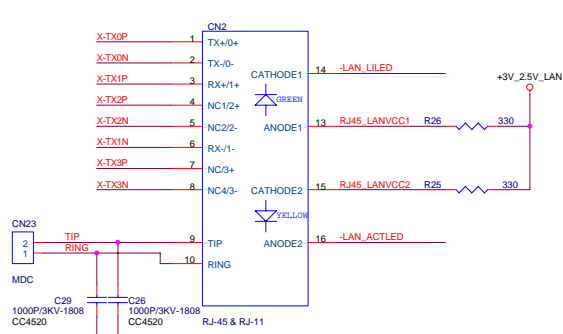 CN2
X-TX0P 1 TX+/0+
X-TX0N 2 TX-/0-
X-TX1P 3 RX+/1+
X-TX2P 4 NC1/2+
X-TX2N 5 NC2/2-
X-TX1N 6 RX-/1-
X-TX3P 7 NC/3+
X-TX3N 8 NC4/3-
CATHODE1 14 -LAN_LILED
GREEN
ANODE1 13 RJ45_LANVCC1 R26 330
+3V_2.5V_LAN
CATHODE2 15 RJ45_LANVCC2 R25 330
YELLOW
ANODE2 16 -LAN_ACTLED
CN23
2 TIP 9 TIP
1 RING 10 RING
MDC
C29 C26
1000P/3KV-1808 1000P/3KV-1808
CC4520 CC4520
RJ-45 & RJ-11